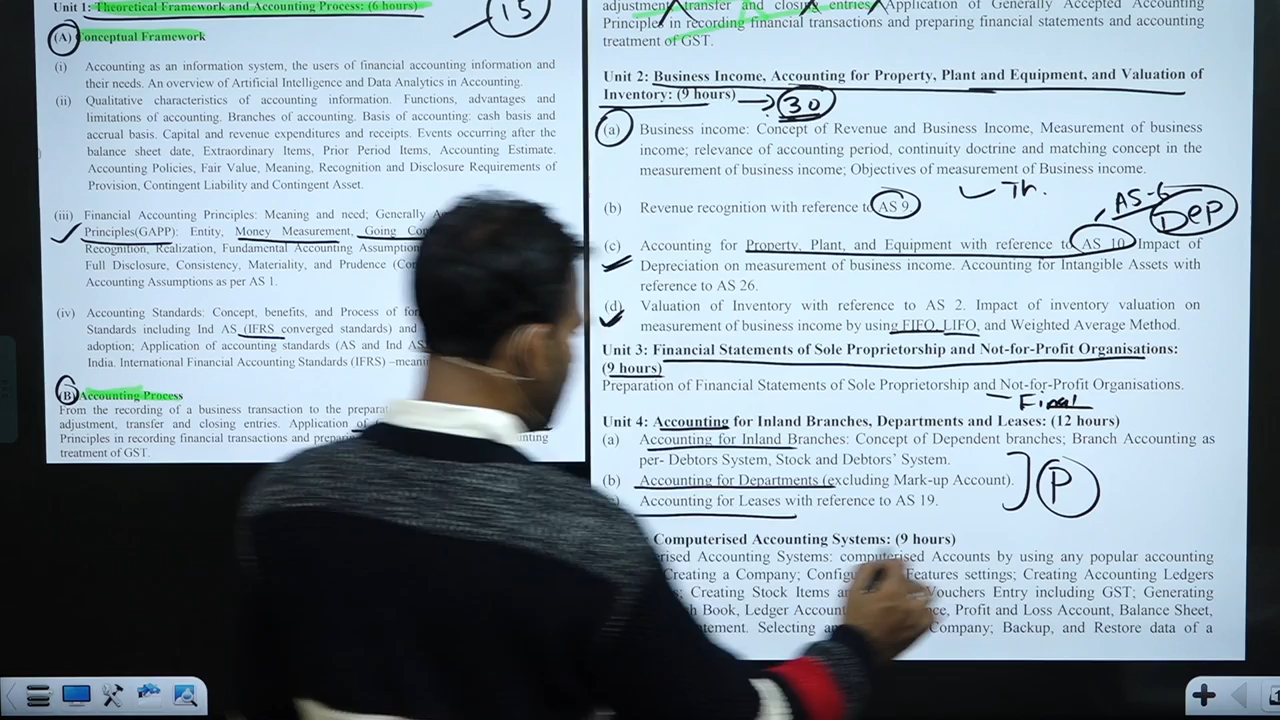 Unit 1: Theoretical Framework and Accounting Process: (6 hours)
15
(A) Conceptual Framework
(i) Accounting as an information system, the users of financial accounting information and
their needs. An overview of Artificial Intelligence and Data Analytics in Accounting.
(ii) Qualitative characteristics of accounting information. Functions, advantages and
limitations of accounting. Branches of accounting. Basis of accounting: cash basis and
accrual basis. Capital and revenue expenditures and receipts. Events occurring after the
balance sheet date, Extraordinary Items, Prior Period Items, Accounting Estimate.
Accounting Policies, Fair Value, Meaning, Recognition and Disclosure Requirements of
Provision, Contingent Liability and Contingent Asset.
(iii) Financial Accounting Principles: Meaning and need; Generally
Principles(GAPP): Entity, Money Measurement, Going
Recognition, Realization, Fundamental Accounting
Full Disclosure, Consistency, Materiality, and Prudence
Accounting Assumptions as per AS 1.
(iv) Accounting Standards: Concept, benefits, and Process of
Standards including Ind AS (IFRS converged standards) and
adoption; Application of accounting standards (AS and Ind
India. International Financial Accounting Standards (IFRS)
(B) Accounting Process
From the recording of a business transaction to the
adjustment, transfer and closing entries. Application of
Principles in recording financial transactions and
treatment of GST.
adjustment, transfer and closing entries. Application of Generally Accepted Accounting
Principles in recording financial transactions and preparing financial statements and accounting
treatment of GST.
Unit 2: Business Income, Accounting for Property, Plant and Equipment, and Valuation of
Inventory: (9 hours) 30
(a) Business income: Concept of Revenue and Business Income, Measurement of business
income; relevance of accounting period, continuity doctrine and matching concept in the
measurement of business income; Objectives of measurement of Business income.
Th.
AS-6
(b) Revenue recognition with reference to AS 9.
Dep
(c) Accounting for Property, Plant, and Equipment with reference to AS 10 Impact of
Depreciation on measurement of business income. Accounting for Intangible Assets with
reference to AS 26.
(d) Valuation of Inventory with reference to AS 2. Impact of inventory valuation on
measurement of business income by using FIFO, LIFO, and Weighted Average Method.
Unit 3: Financial Statements of Sole Proprietorship and Not-for-Profit Organisations:
(9 hours)
Preparation of Financial Statements of Sole Proprietorship and Not-for-Profit Organisations.
Final
Unit 4: Accounting for Inland Branches, Departments and Leases: (12 hours)
(a) Accounting for Inland Branches: Concept of Dependent branches; Branch Accounting as
per- Debtors System, Stock and Debtors' System.
(b) Accounting for Departments (excluding Mark-up Account).
P
Accounting for Leases with reference to AS 19.
Computerised Accounting Systems: (9 hours)
Accounting Systems: computerised Accounts by using any popular accounting
Creating a Company; Features settings; Creating Accounting Ledgers
Creating Stock Items Vouchers Entry including GST; Generating
Book, Ledger Profit and Loss Account, Balance Sheet,
Selecting Company; Backup, and Restore data of a